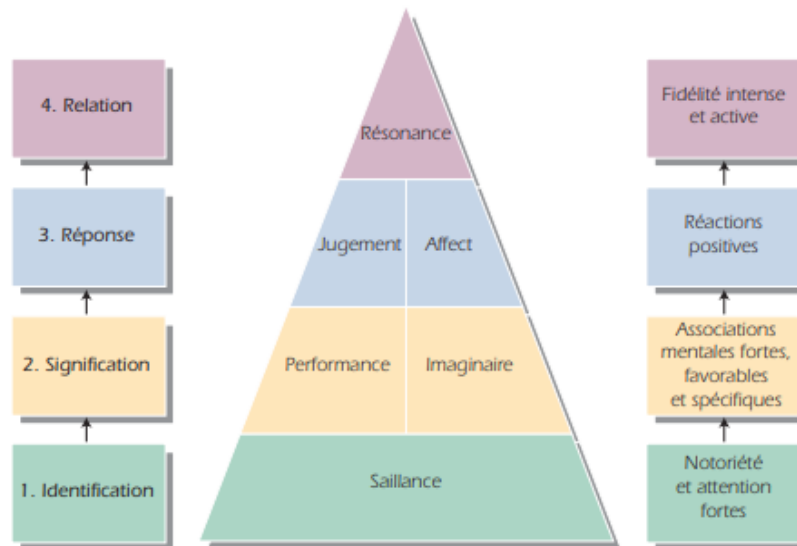 4. Relation
Résonance
Fidélité intense
et active
3. Réponse
Jugement
Affect
Réactions
positives
2. Signification
Performance
Imaginaire
Associations
mentales fortes,
favorables
et spécifiques
1. Identification
Saillance
Notoriété
et attention
fortes